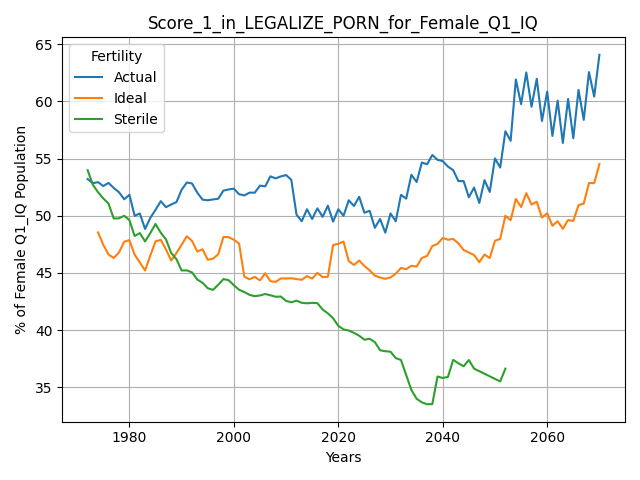 Score_1_in_LEGALIZE_PORN_for_Female_Q1_IQ
Fertility
Actual
Ideal
Sterile
% of Female Q1_IQ Population
65
60
55
50
45
40
35
1980
2000
2020
2040
2060
Years